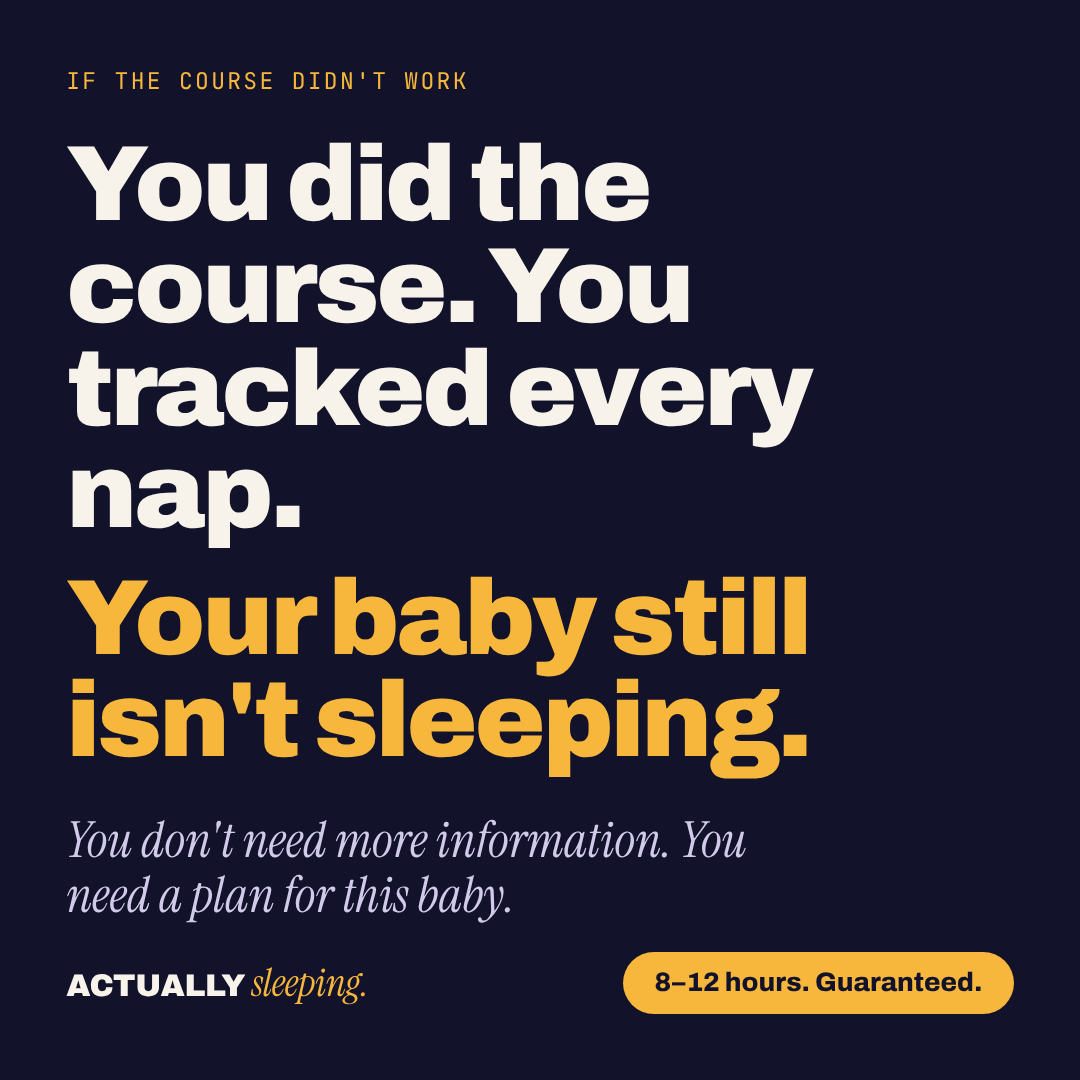 IF THE COURSE DIDN'T WORK
You did the
course. You
tracked every
nap.
Your baby still
isn't sleeping.
You don't need more information. You
need a plan for this baby.
ACTUALLY sleeping.
8–12 hours. Guaranteed.